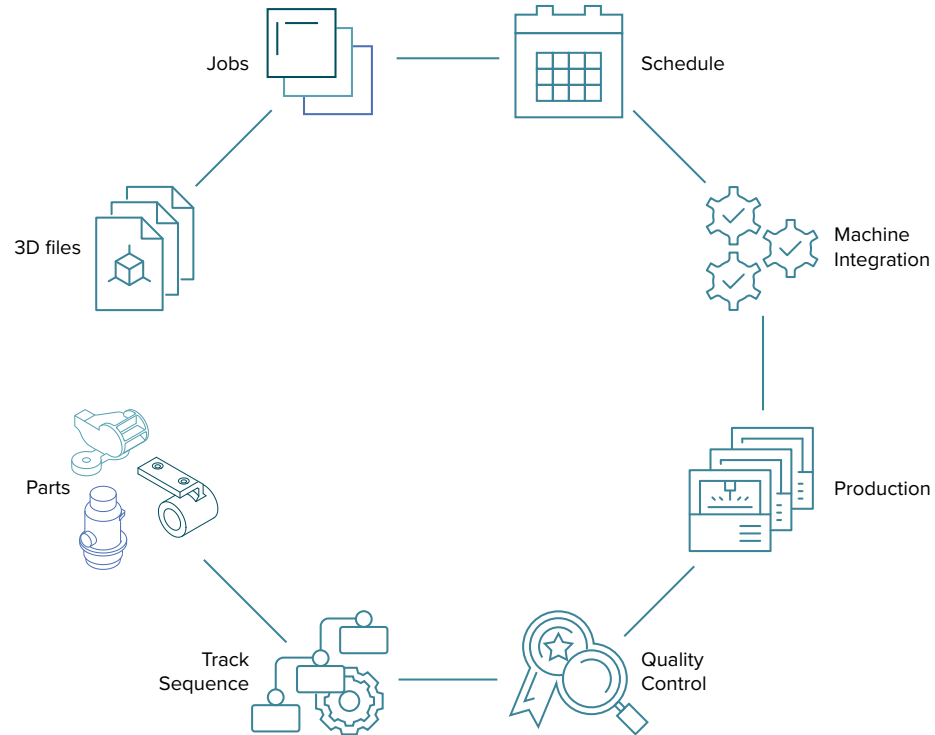 Jobs
Schedule
3D files
Machine
Integration
Parts
Production
Track
Sequence
Quality
Control